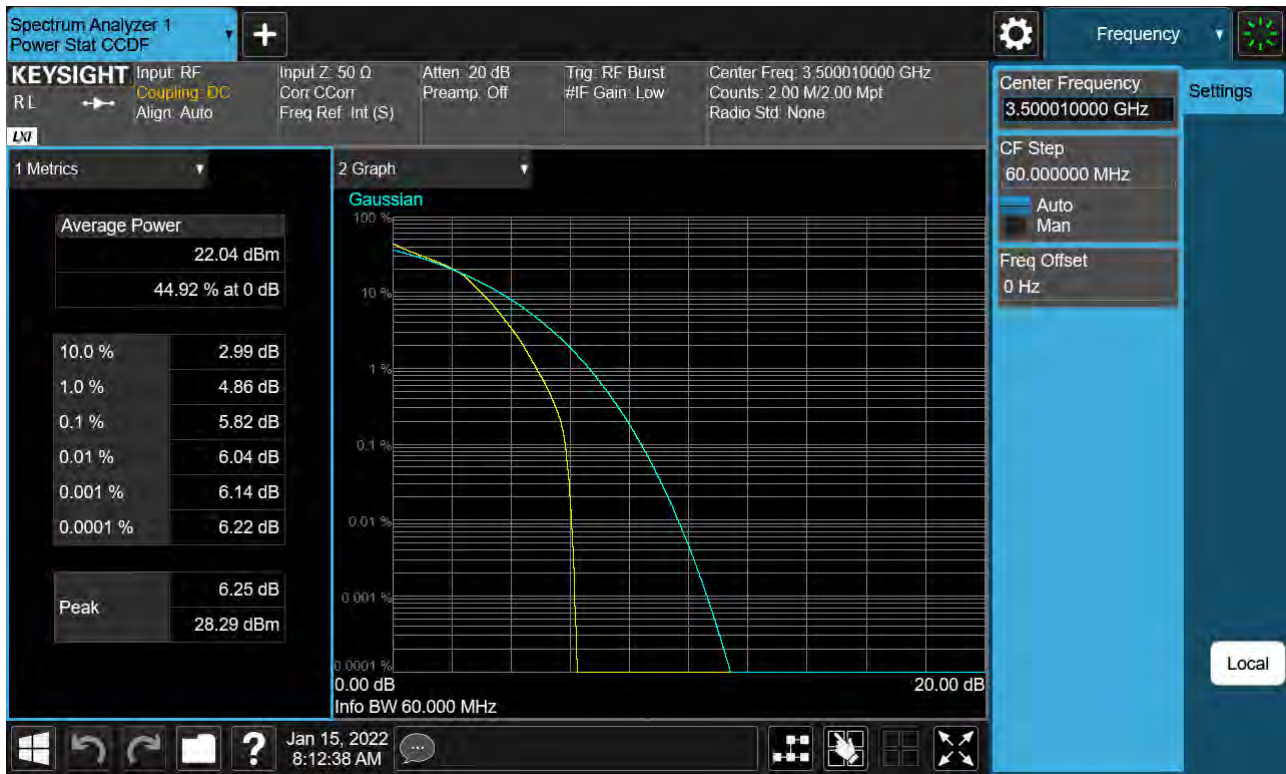 Spectrum Analyzer 1
Power Stat CCDF
+
Frequency
KEYSIGHT
RL
LXI
Input: RF
Coupling: DC
Align: Auto
Input Z: 50 Ω
Corr CCorr
Freq Ref: Int (S)
Atten: 20 dB
Preamp: Off
Trig: RF Burst
#IF Gain: Low
Center Freq: 3.500010000 GHz
Counts: 2.00 M/2.00 Mpt
Radio Std: None
Center Frequency
3.500010000 GHz
Settings
CF Step
60.000000 MHz
Auto
Man
Freq Offset
0 Hz
1 Metrics
Average Power
22.04 dBm
44.92 % at 0 dB
10.0 % 2.99 dB
1.0 % 4.86 dB
0.1 % 5.82 dB
0.01 % 6.04 dB
0.001 % 6.14 dB
0.0001 % 6.22 dB
Peak
6.25 dB
28.29 dBm
2 Graph
Gaussian
100 %
10 %
1 %
0.1 %
0.01 %
0.001 %
0.0001 %
0.00 dB 20.00 dB
Info BW 60.000 MHz
Local
?
Jan 15, 2022
8:12:38 AM